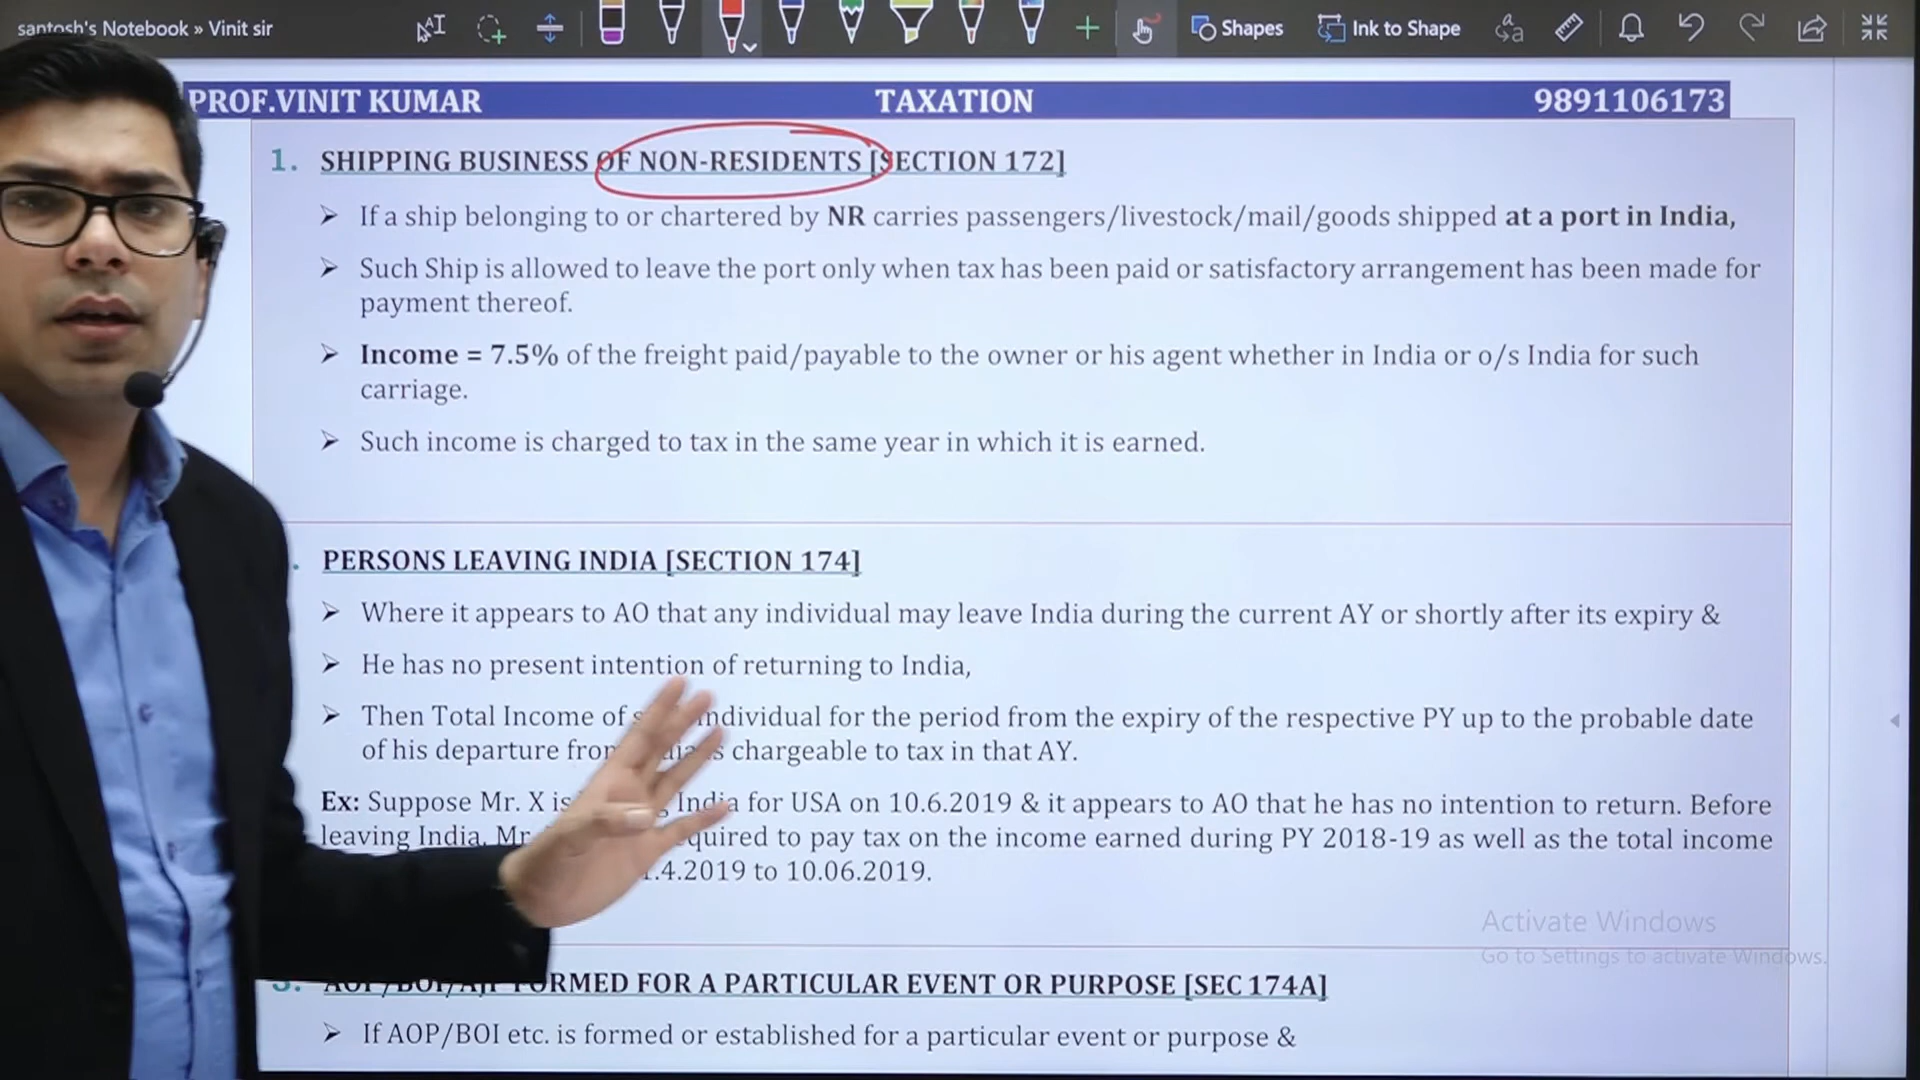 santosh's Notebook » Vinit sir
Shapes
Ink to Shape
PROF.VINIT KUMAR TAXATION 9891106173
1. SHIPPING BUSINESS OF NON-RESIDENTS [SECTION 172]
➢ If a ship belonging to or chartered by NR carries passengers/livestock/mail/goods shipped at a port in India,
➢ Such Ship is allowed to leave the port only when tax has been paid or satisfactory arrangement has been made for
payment thereof.
➢ Income = 7.5% of the freight paid/payable to the owner or his agent whether in India or o/s India for such
carriage.
➢ Such income is charged to tax in the same year in which it is earned.
PERSONS LEAVING INDIA [SECTION 174]
➢ Where it appears to AO that any individual may leave India during the current AY or shortly after its expiry &
➢ He has no present intention of returning to India,
➢ Then Total Income of individual for the period from the expiry of the respective PY up to the probable date
of his departure chargeable to tax in that AY.
Ex: Suppose Mr. X is India for USA on 10.6.2019 & it appears to AO that he has no intention to return. Before
leaving India, Mr. to pay tax on the income earned during PY 2018-19 as well as the total income
.4.2019 to 10.06.2019.
Activate Windows
Go to Settings to activate Windows.
FORMED FOR A PARTICULAR EVENT OR PURPOSE [SEC 174A]
➢ If AOP/BOI etc. is formed or established for a particular event or purpose &